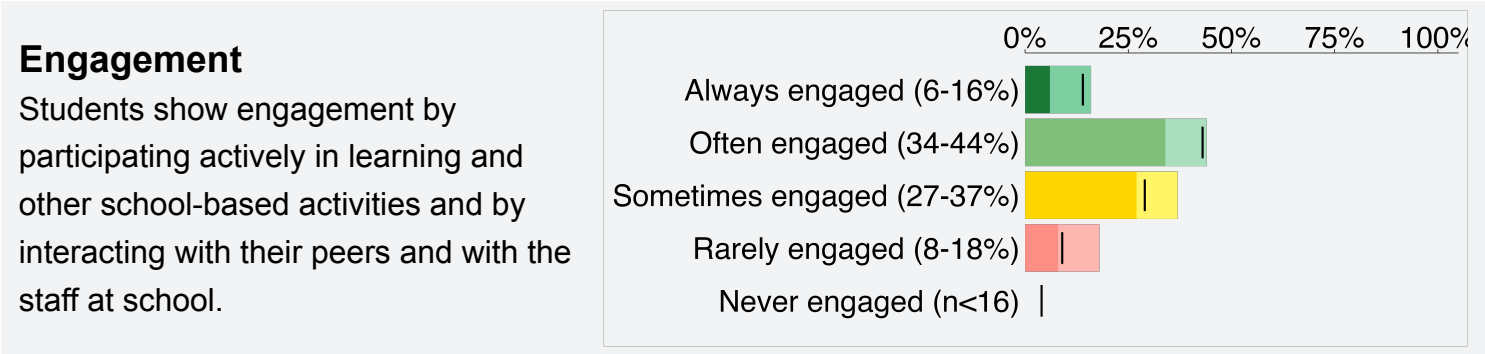 Engagement
Students show engagement by
participating actively in learning and
other school-based activities and by
interacting with their peers and with the
staff at school.
0% 25% 50% 75% 100%
Always engaged (6-16%)
Often engaged (34-44%)
Sometimes engaged (27-37%)
Rarely engaged (8-18%)
Never engaged (n<16)